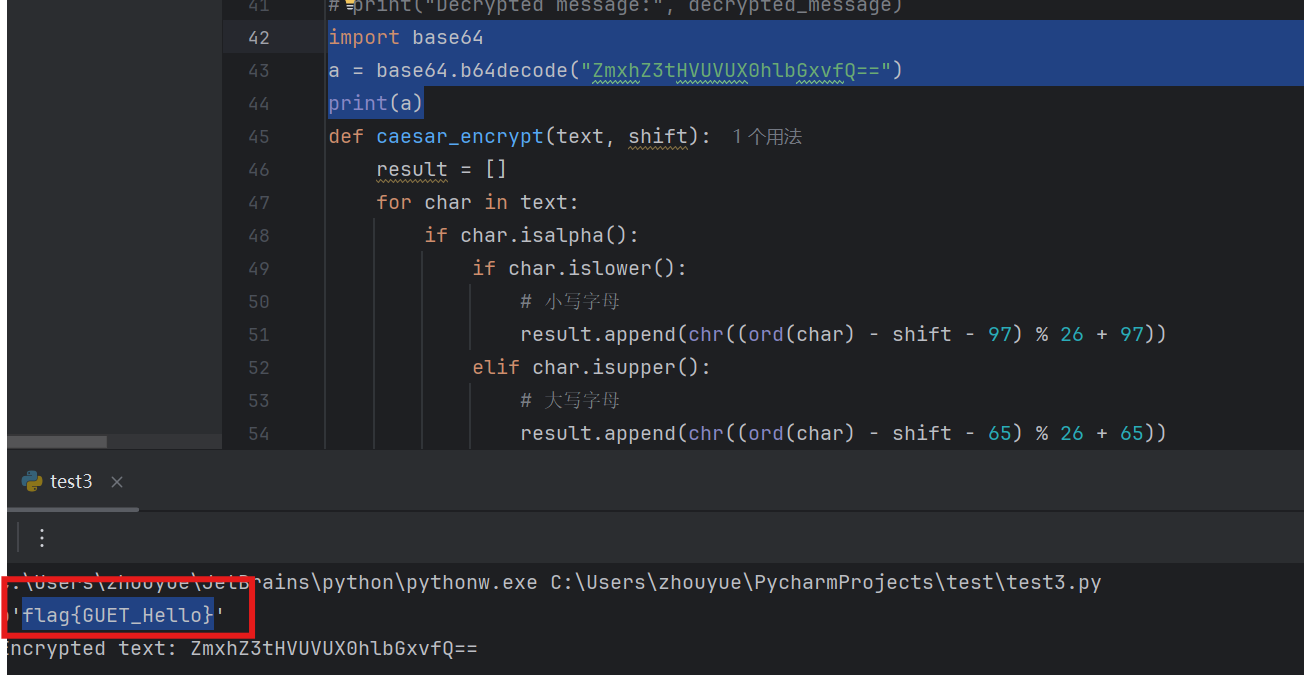 41 # print("Decrypted message:", decrypted_message)
42 import base64
43 a = base64.b64decode("ZmxhZ3tHVUVUX0hlbGxvfQ==")
44 print(a)
45 def caesar_encrypt(text, shift): 1 个用法
46 result = []
47 for char in text:
48 if char.isalpha():
49 if char.islower():
50 # 小写字母
51 result.append(chr((ord(char) - shift - 97) % 26 + 97))
52 elif char.isupper():
53 # 大写字母
54 result.append(chr((ord(char) - shift - 65) % 26 + 65))
test3
:\Users\zhouyue\JetBrains\python\pythonw.exe C:\Users\zhouyue\PycharmProjects\test\test3.py
b'flag{GUET_Hello}'
Encrypted text: ZmxhZ3tHVUVUX0hlbGxvfQ==